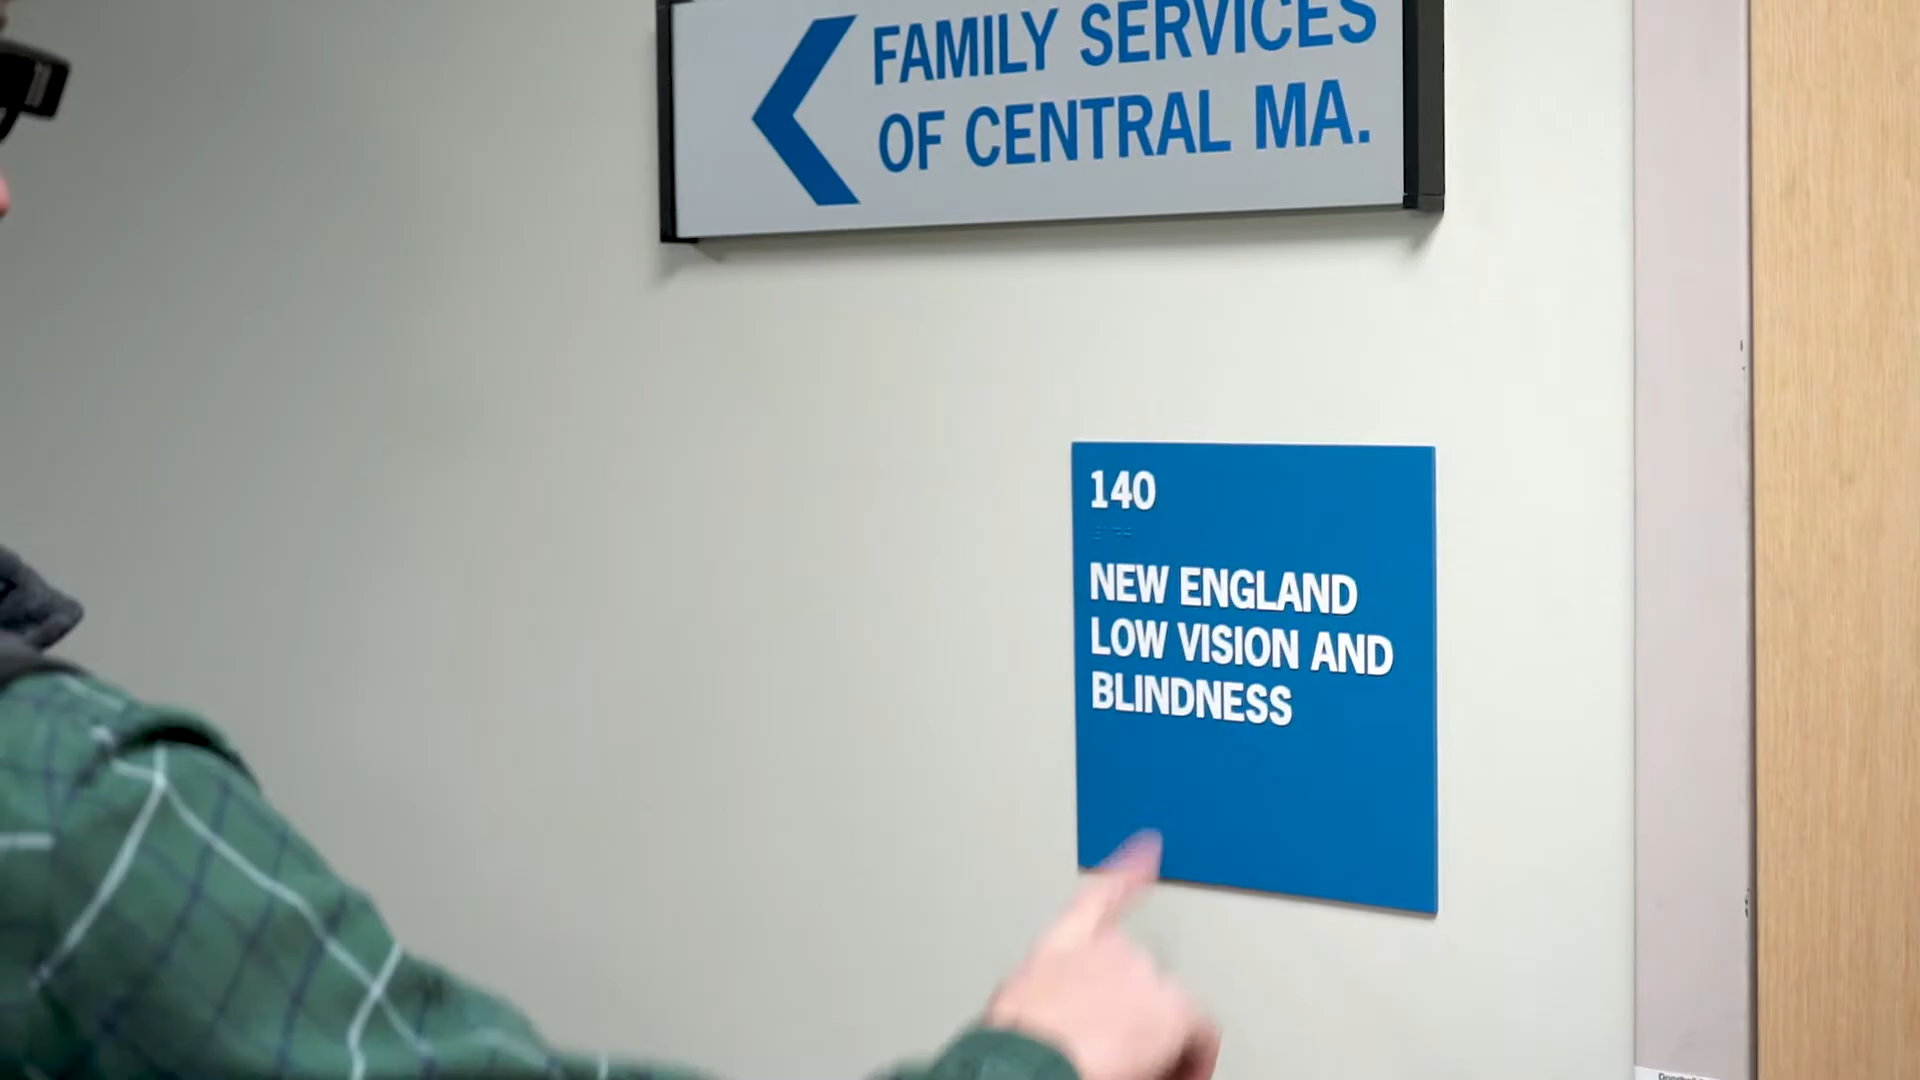 FAMILY SERVICES
OF CENTRAL MA.
140
NEW ENGLAND
LOW VISION AND
BLINDNESS